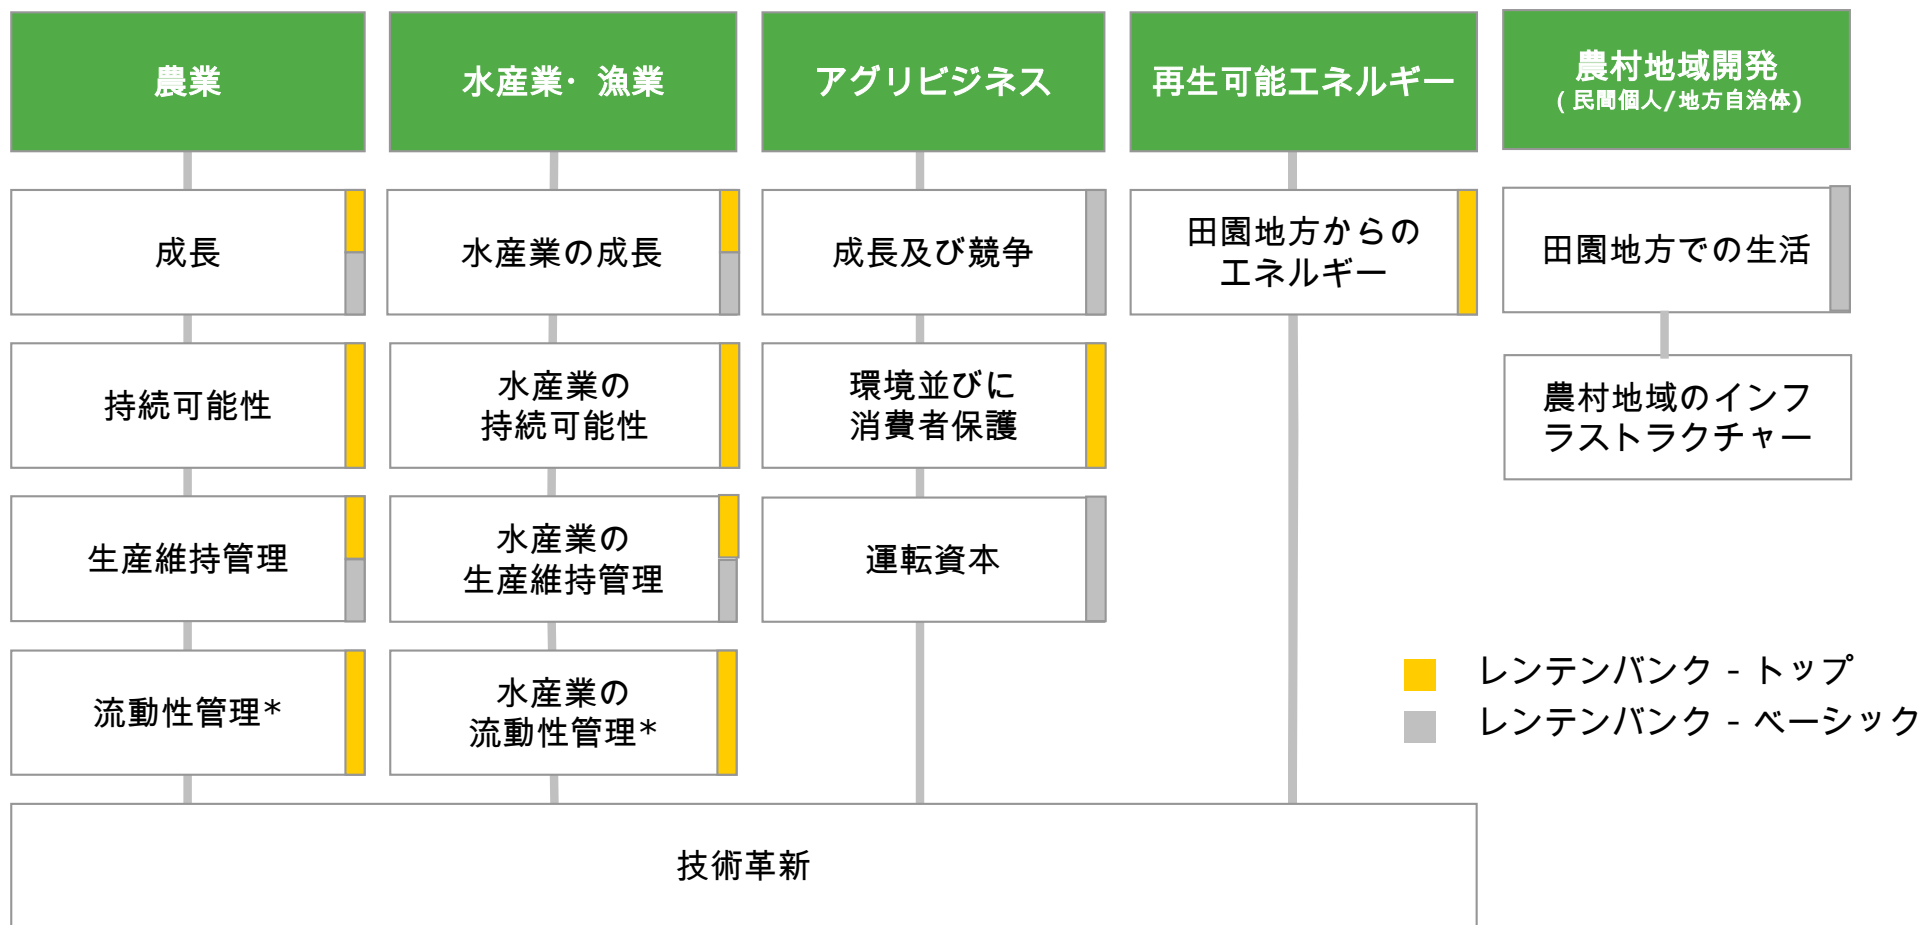 農業
水産業・漁業
アグリビジネス
再生可能エネルギー
農村地域開発
(民間個人/地方自治体)
成長
水産業の成長
成長及び競争
田園地方からの
エネルギー
田園地方での生活
持続可能性
水産業の
持続可能性
環境並びに
消費者保護
農村地域のインフ
ラストラクチャー
生産維持管理
水産業の
生産維持管理
運転資本
流動性管理*
水産業の
流動性管理*
レンテンバンク - トップ
レンテンバンク - ベーシック
技術革新